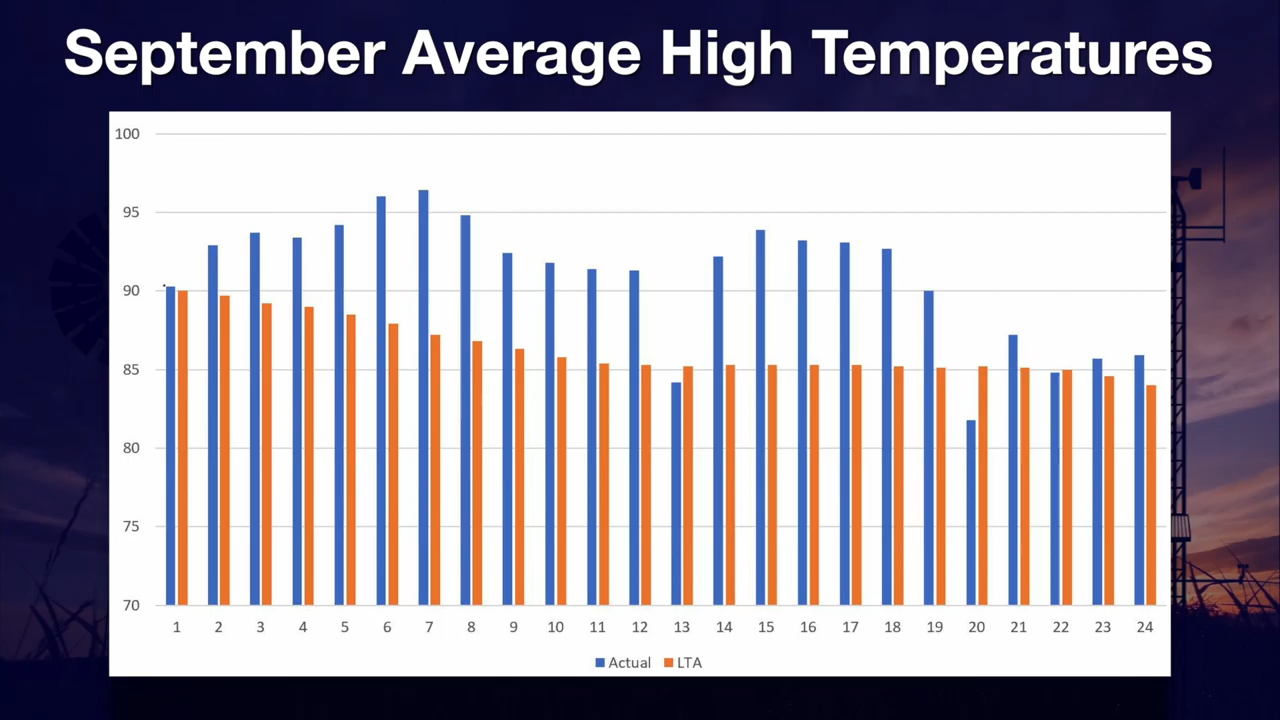 September Average High Temperatures
100
95
90
85
80
75
70
1 2 3 4 5 6 7 8 9 10 11 12 13 14 15 16 17 18 19 20 21 22 23 24
Actual LTA